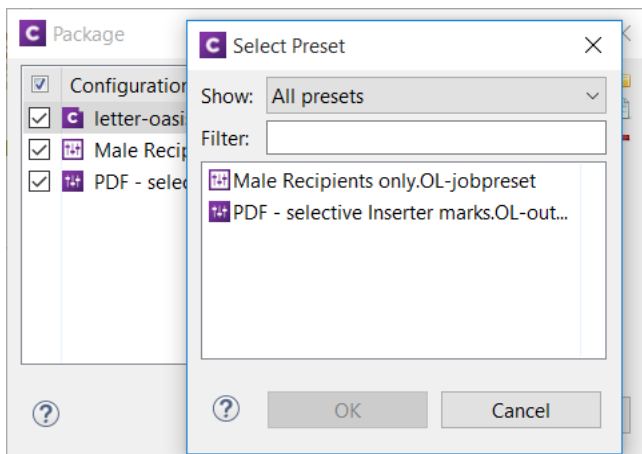 Package
Select Preset
Configuration
Show: All presets
letter-oasi
Filter:
Male Recip
Male Recipients only.OL-jobpreset
PDF - selec
PDF - selective Inserter marks.OL-out...
OK
Cancel